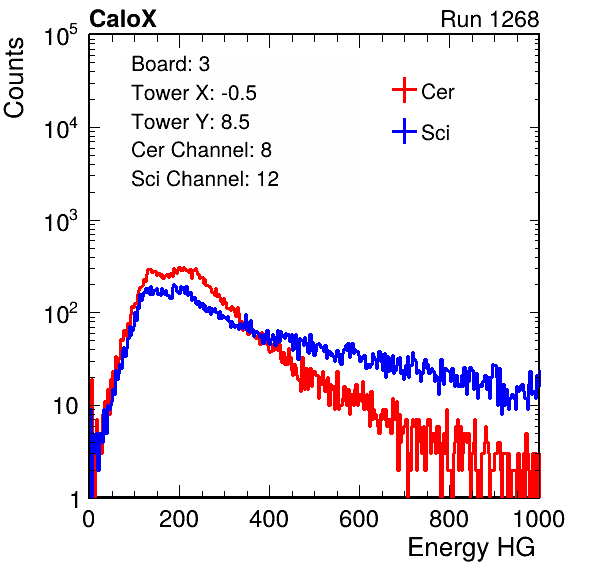 CaloX Run 1268
Counts
10^5
10^4
10^3
10^2
10
1
Board: 3
Tower X: -0.5
Tower Y: 8.5
Cer Channel: 8
Sci Channel: 12
Cer
Sci
0 200 400 600 800 1000
Energy HG